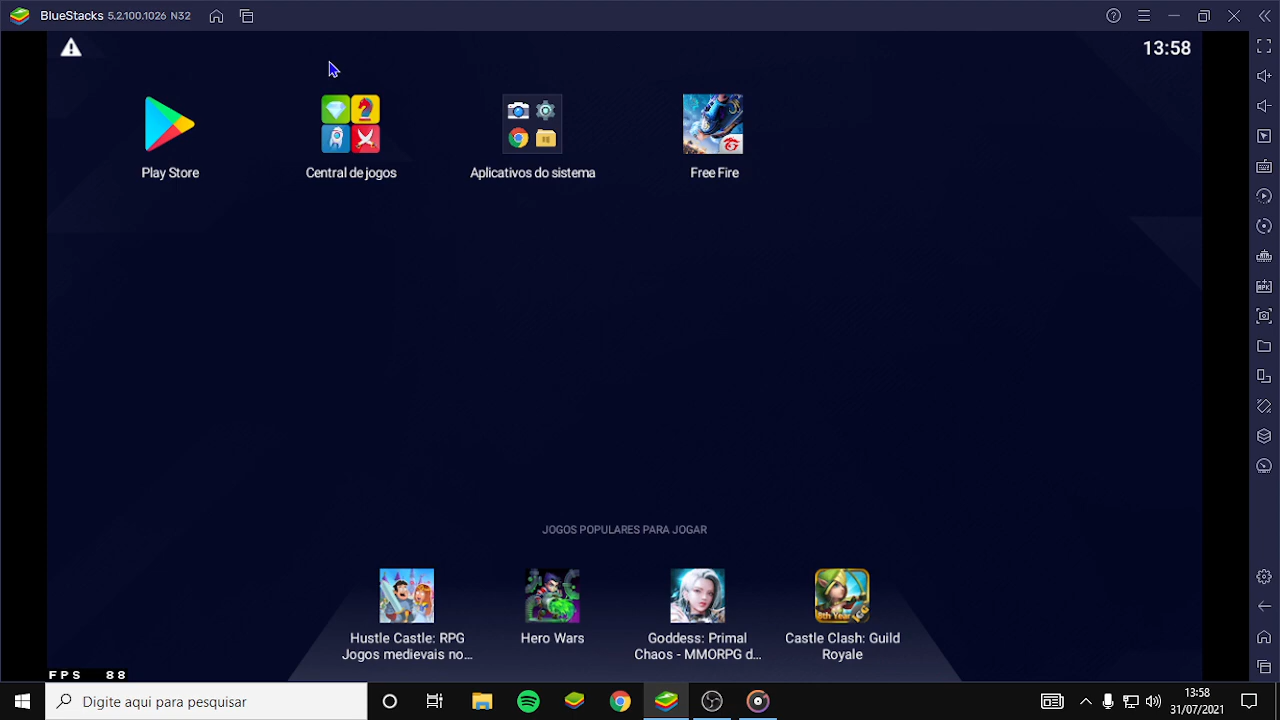 BlueStacks 5.2.100.1026 N32
13:58
Play Store
Central de jogos
Aplicativos do sistema
Free Fire
JOGOS POPULARES PARA JOGAR
Hustle Castle: RPG
Jogos medievais no...
Hero Wars
Goddess: Primal
Chaos - MMORPG d...
8th Year
Castle Clash: Guild
Royale
FPS 88
Digite aqui para pesquisar
13:58
31/07/2021